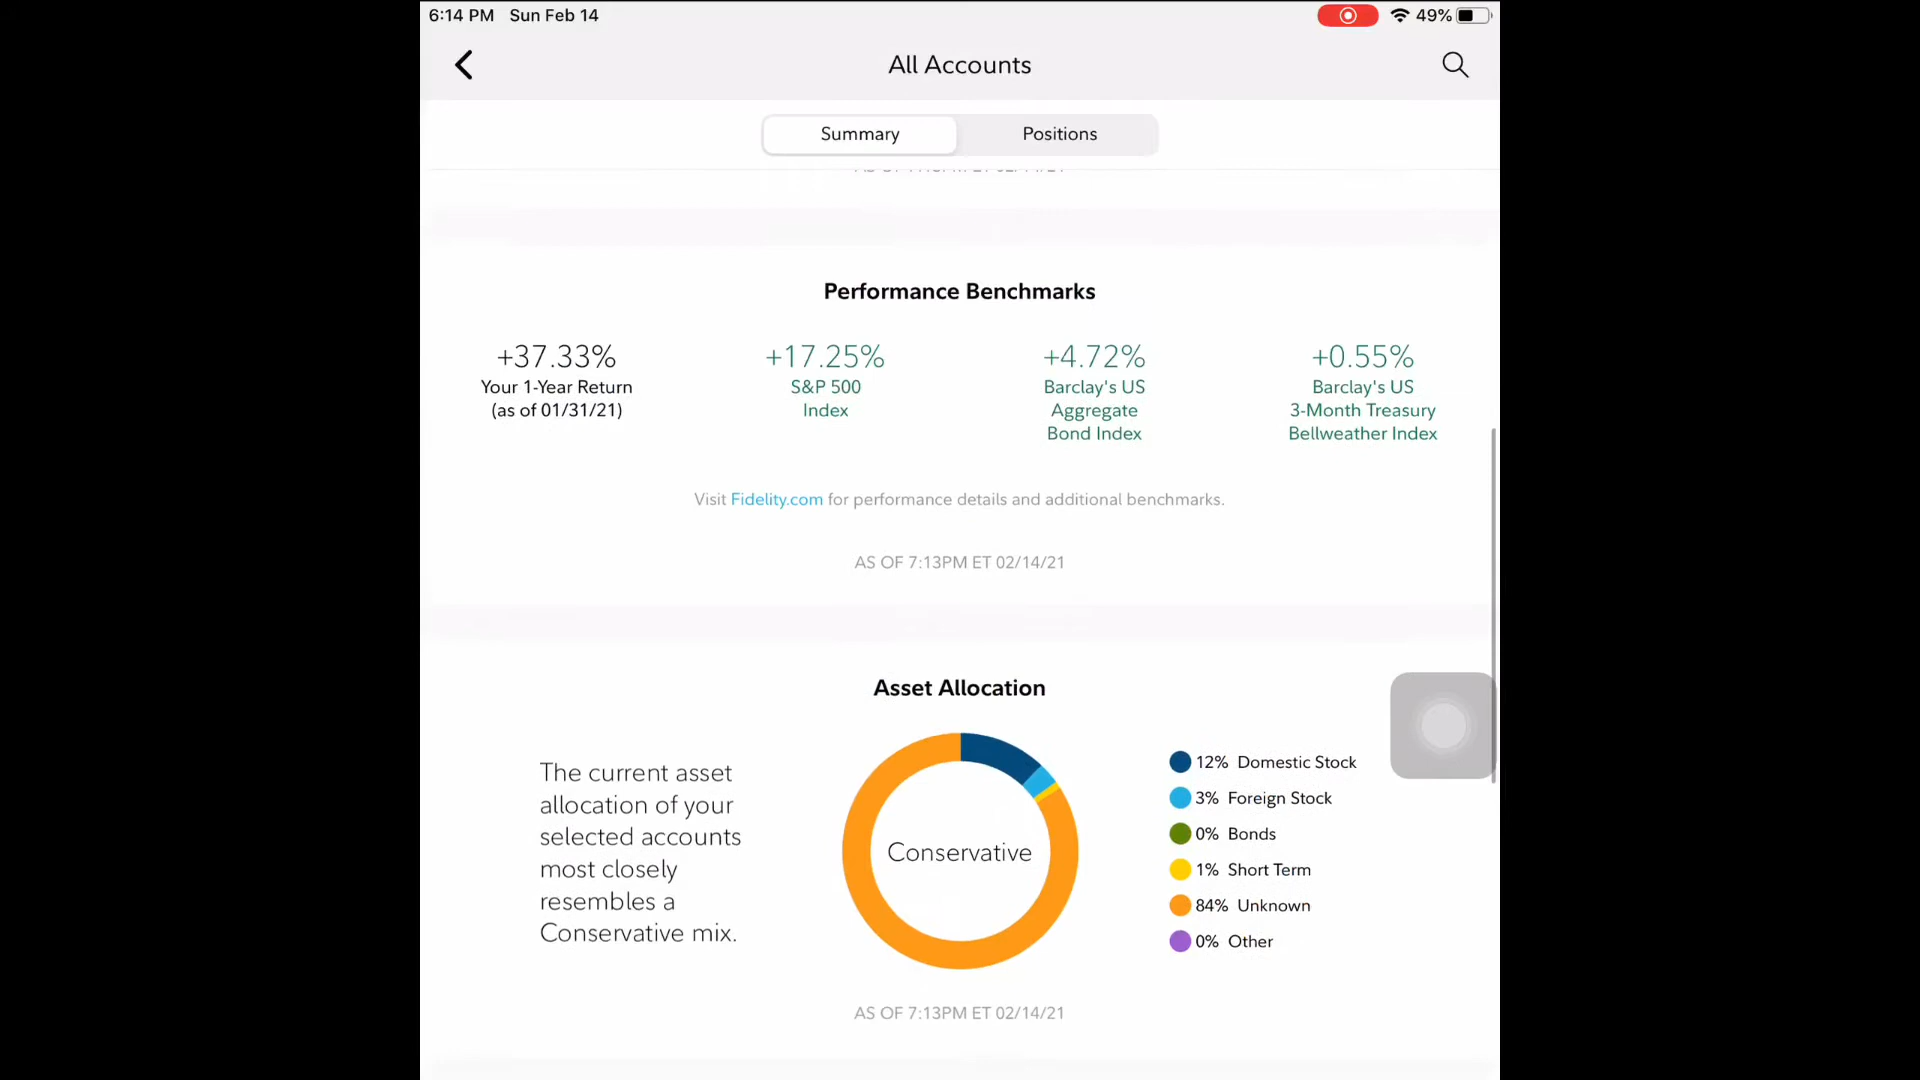 6:14 PM Sun Feb 14
49%
All Accounts
Summary
Positions
Performance Benchmarks
+37.33%
Your 1-Year Return
(as of 01/31/21)
+17.25%
S&P 500
Index
+4.72%
Barclay's US
Aggregate
Bond Index
+0.55%
Barclay's US
3-Month Treasury
Bellweather Index
Visit Fidelity.com for performance details and additional benchmarks.
AS OF 7:13PM ET 02/14/21
Asset Allocation
The current asset
allocation of your
selected accounts
most closely
resembles a
Conservative mix.
Conservative
12% Domestic Stock
3% Foreign Stock
0% Bonds
1% Short Term
84% Unknown
0% Other
AS OF 7:13PM ET 02/14/21